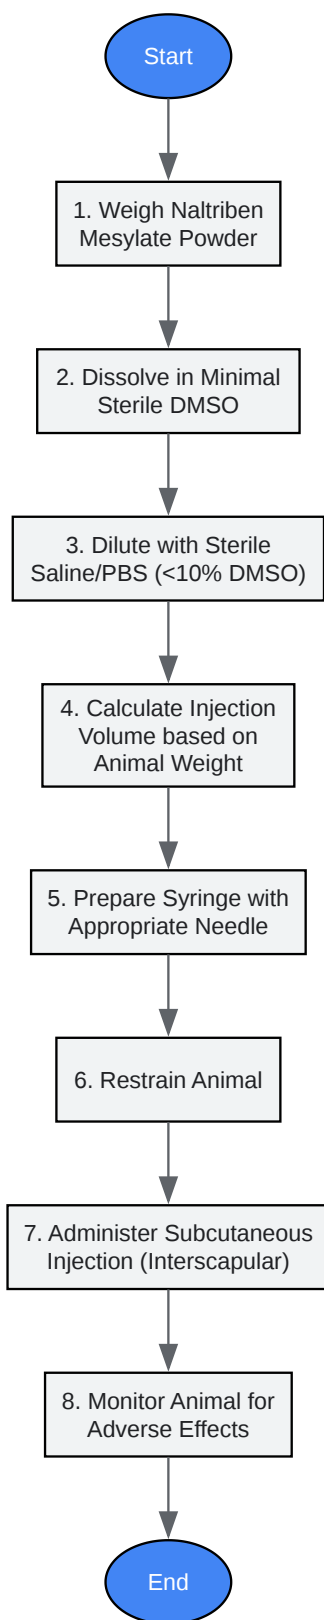 Start
1. Weigh Naltriben
Mesylate Powder
2. Dissolve in Minimal
Sterile DMSO
3. Dilute with Sterile
Saline/PBS (<10% DMSO)
4. Calculate Injection
Volume based on
Animal Weight
5. Prepare Syringe with
Appropriate Needle
6. Restrain Animal
7. Administer Subcutaneous
Injection (Interscapular)
8. Monitor Animal for
Adverse Effects
End